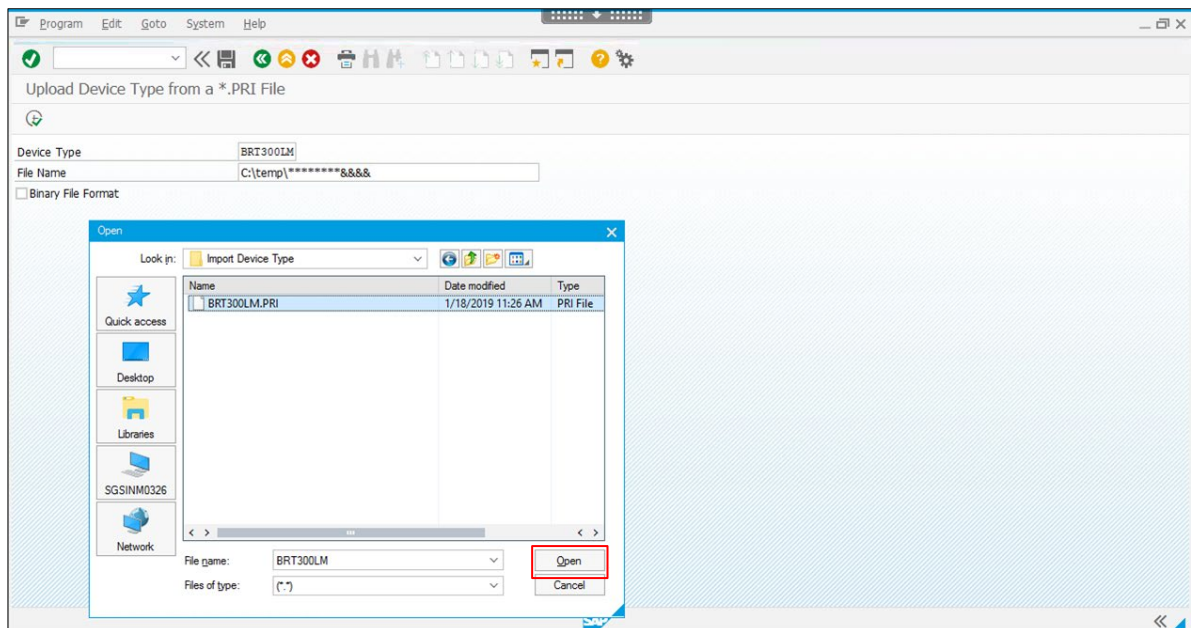 Program Edit Goto System Help
Upload Device Type from a *.PRI File
Device Type BRT300LM
File Name C:\temp\********&&&&
Binary File Format
Open
Look in: Import Device Type
Name Date modified Type
BRT300LM.PRI 1/18/2019 11:26 AM PRI File
Quick access
Desktop
Libraries
SGSINM0326
Network
File name: BRT300LM Open
Files of type: (*.*) Cancel
SAP